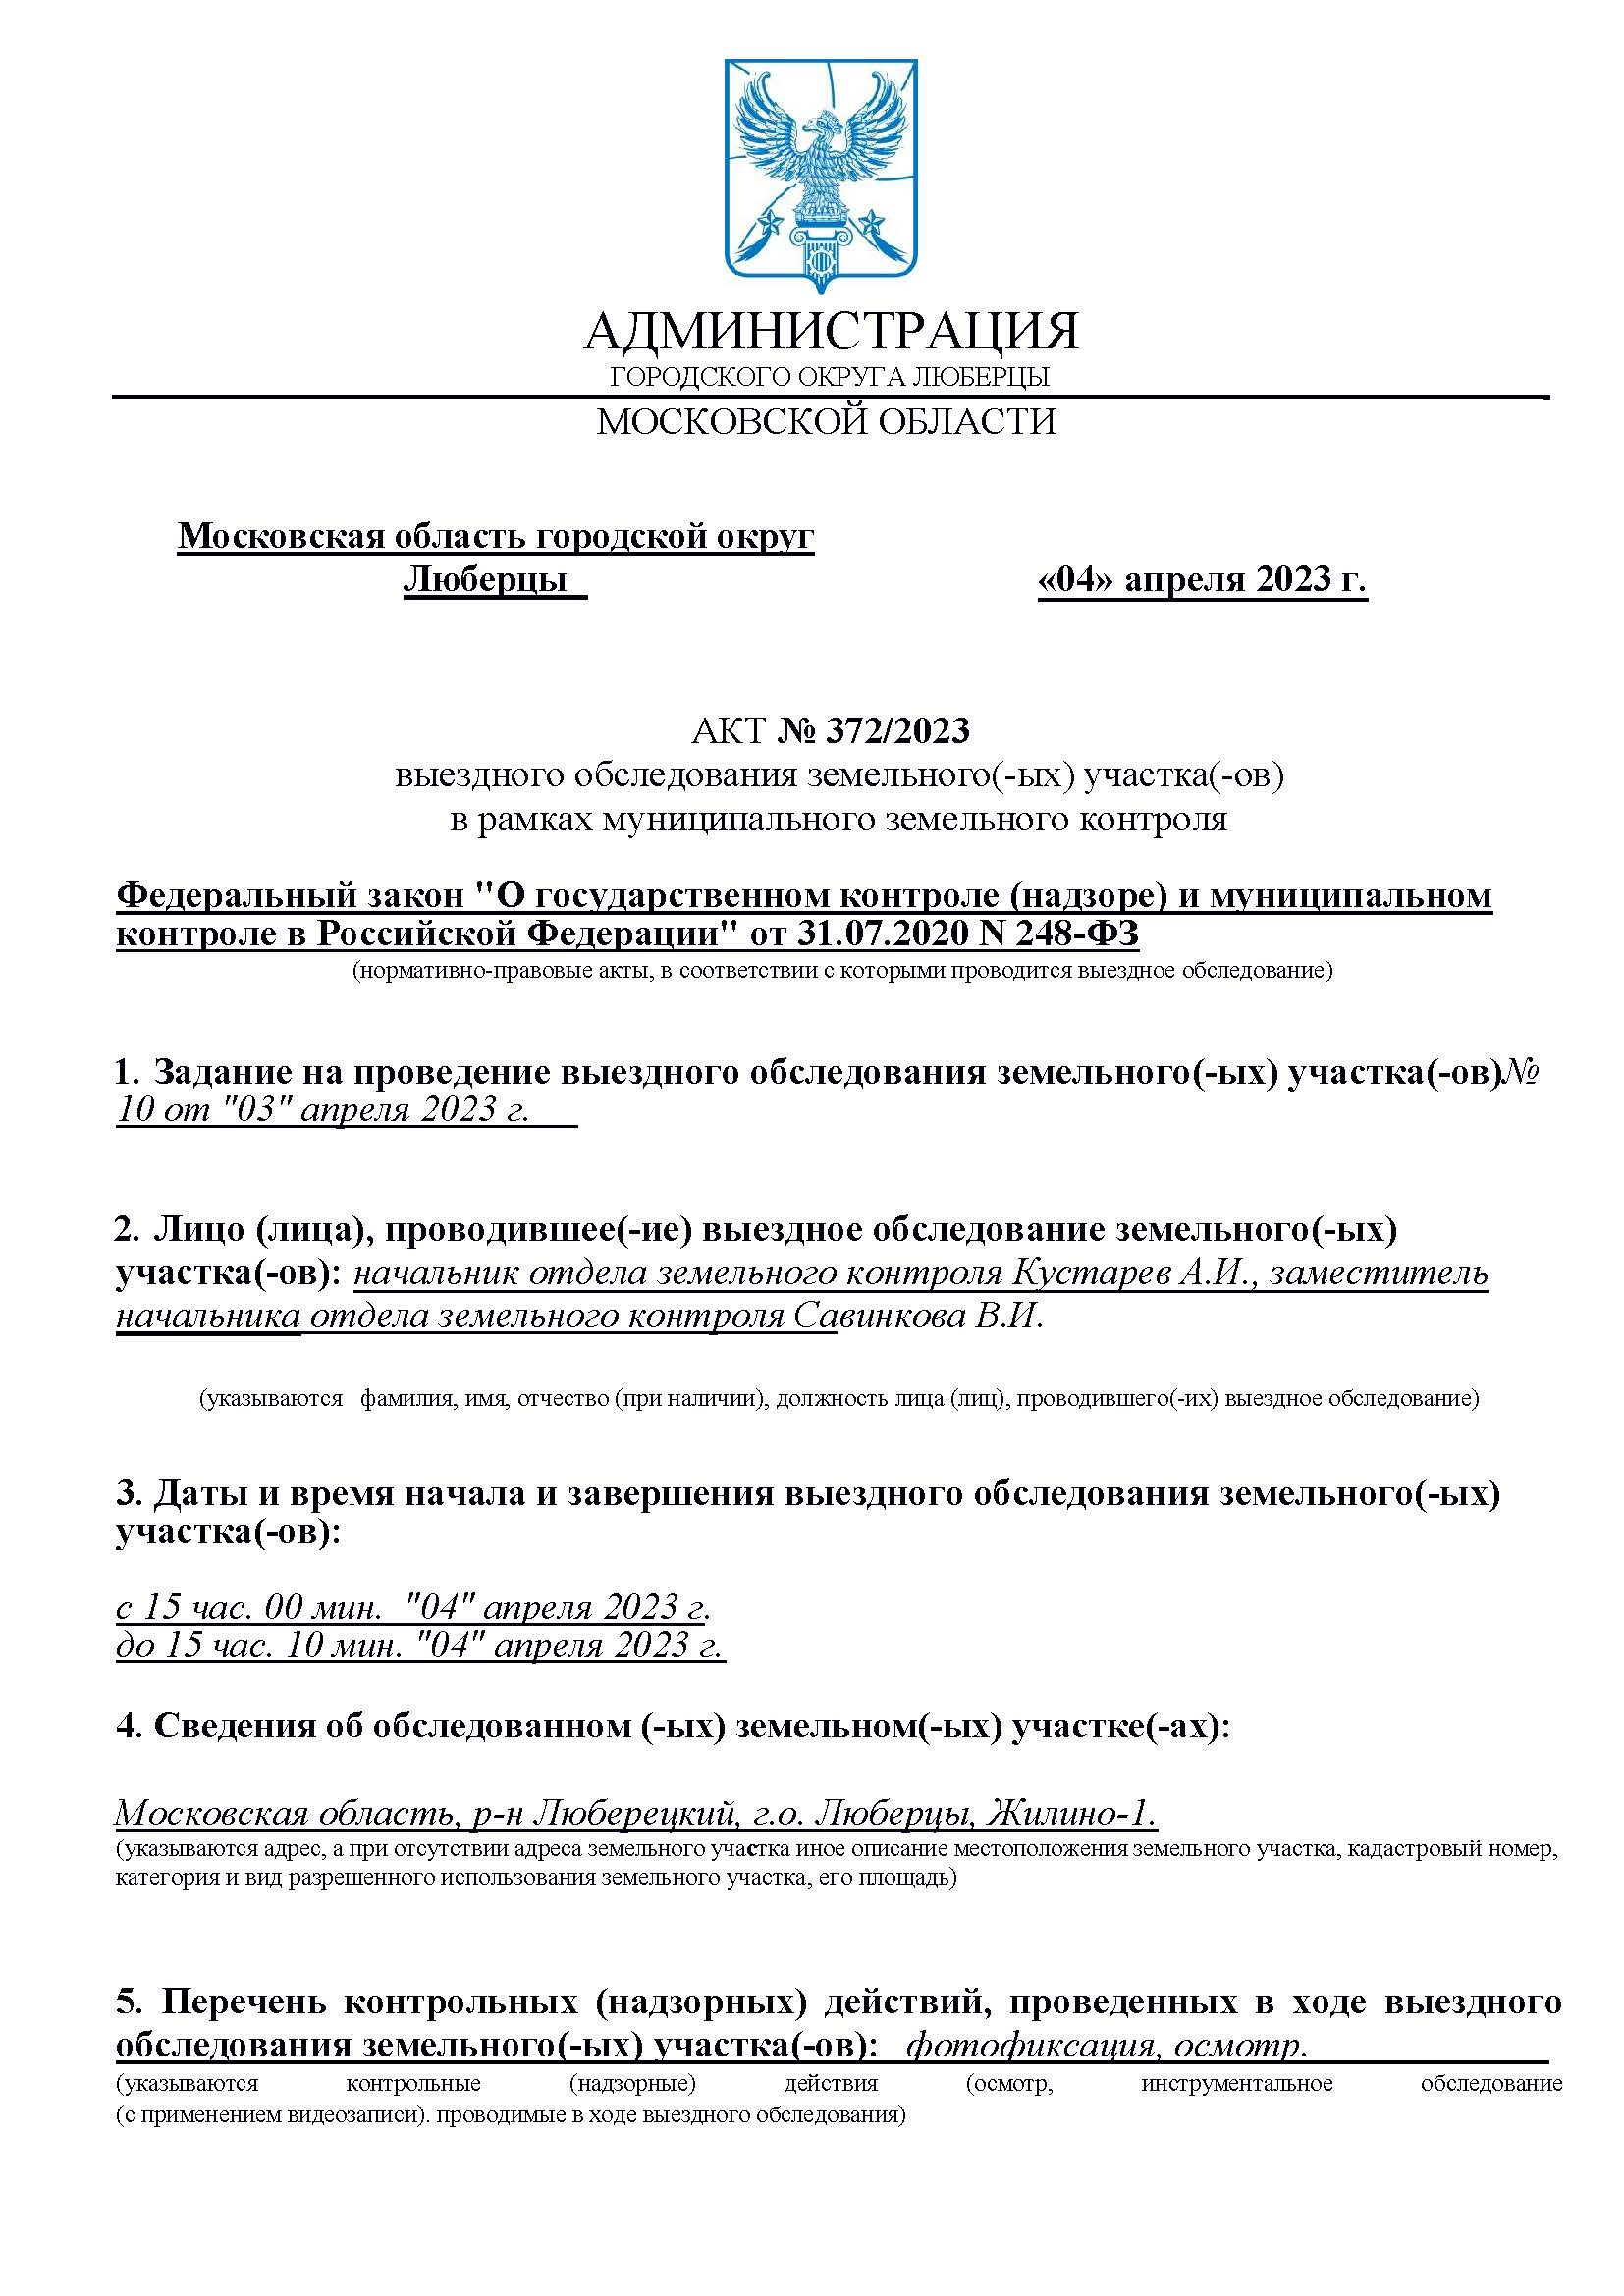 АДМИНИСТРАЦИЯ
ГОРОДСКОГО ОКРУГА ЛЮБЕРЦЫ
МОСКОВСКОЙ ОБЛАСТИ
Московская область городской округ
Люберцы «04» апреля 2023 г.
АКТ № 372/2023
выездного обследования земельного(-ых) участка(-ов)
в рамках муниципального земельного контроля
Федеральный закон "О государственном контроле (надзоре) и муниципальном
контроле в Российской Федерации" от 31.07.2020 N 248-ФЗ
(нормативно-правовые акты, в соответствии с которыми проводится выездное обследование)
1. Задание на проведение выездного обследования земельного(-ых) участка(-ов)№
10 от "03" апреля 2023 г.
2. Лицо (лица), проводившее(-ие) выездное обследование земельного(-ых)
участка(-ов): начальник отдела земельного контроля Кустарев А.И., заместитель
начальника отдела земельного контроля Савинкова В.И.
(указываются фамилия, имя, отчество (при наличии), должность лица (лиц), проводившего(-их) выездное обследование)
3. Даты и время начала и завершения выездного обследования земельного(-ых)
участка(-ов):
с 15 час. 00 мин. "04" апреля 2023 г.
до 15 час. 10 мин. "04" апреля 2023 г.
4. Сведения об обследованном (-ых) земельном(-ых) участке(-ах):
Московская область, р-н Люберецкий, г.о. Люберцы, Жилино-1.
(указываются адрес, а при отсутствии адреса земельного участка иное описание местоположения земельного участка, кадастровый номер,
категория и вид разрешенного использования земельного участка, его площадь)
5. Перечень контрольных (надзорных) действий, проведенных в ходе выездного
обследования земельного(-ых) участка(-ов): фотофиксация, осмотр.
(указываются контрольные (надзорные) действия (осмотр, инструментальное обследование
(с применением видеозаписи). проводимые в ходе выездного обследования)